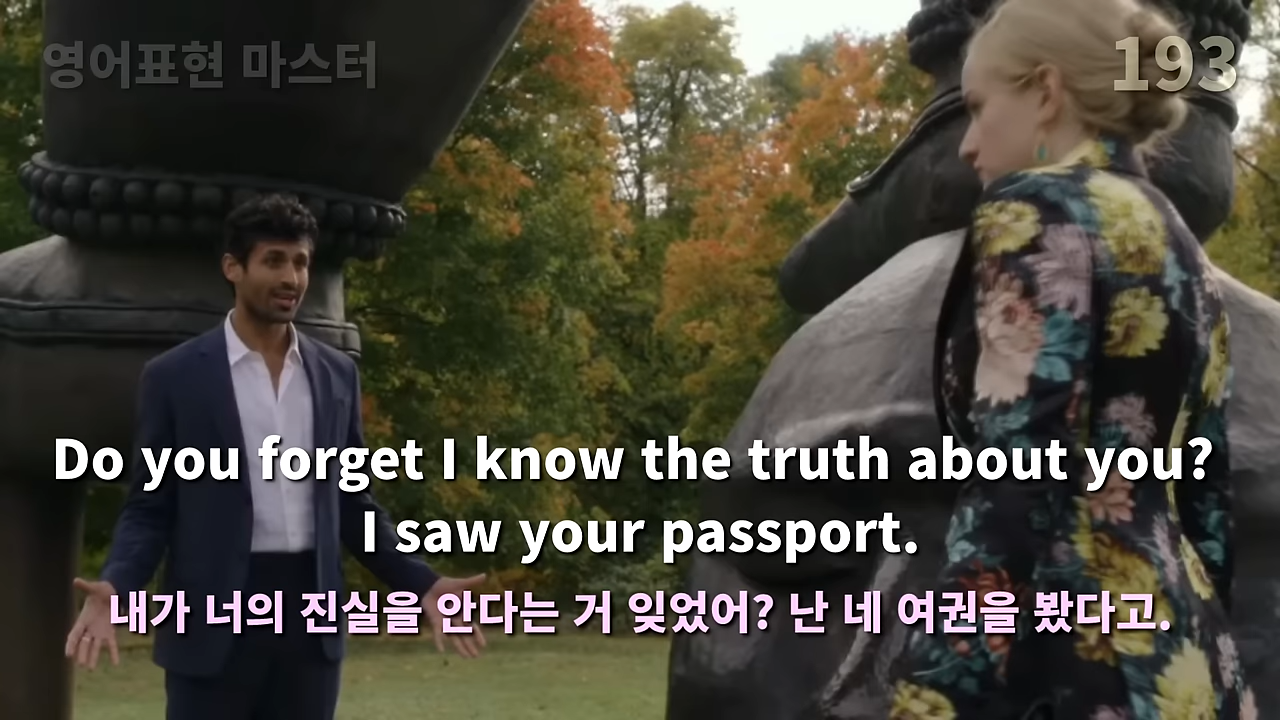 영어표현 마스터
193
Do you forget I know the truth about you?
I saw your passport.
내가 너의 진실을 안다는 거 잊었어? 난 네 여권을 봤다고.